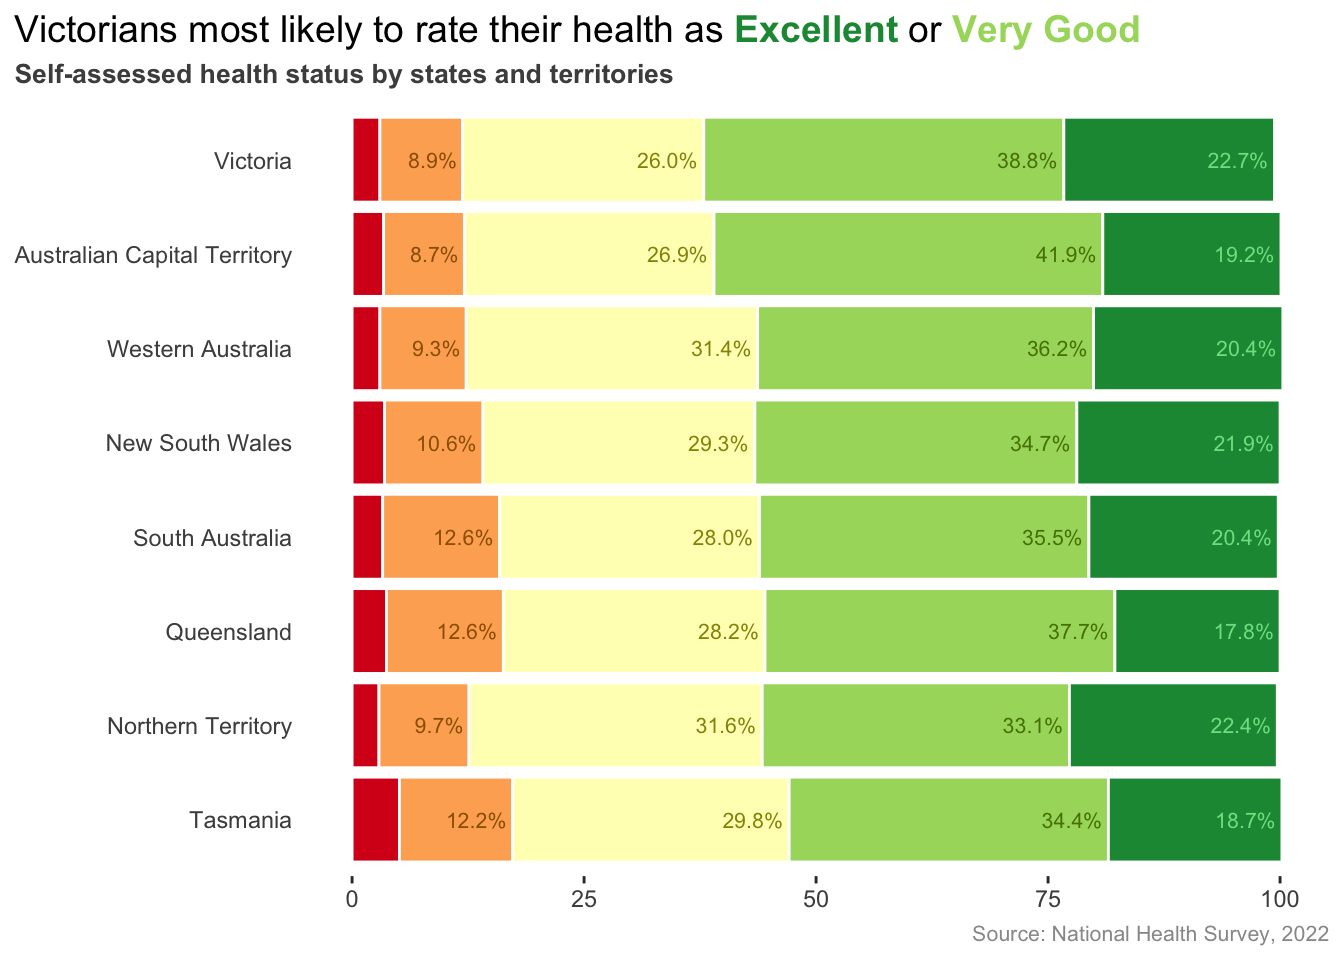 Victorians most likely to rate their health as Excellent or Very Good
Self-assessed health status by states and territories
Victoria 8.9% 26.0% 38.8% 22.7%
Australian Capital Territory 8.7% 26.9% 41.9% 19.2%
Western Australia 9.3% 31.4% 36.2% 20.4%
New South Wales 10.6% 29.3% 34.7% 21.9%
South Australia 12.6% 28.0% 35.5% 20.4%
Queensland 12.6% 28.2% 37.7% 17.8%
Northern Territory 9.7% 31.6% 33.1% 22.4%
Tasmania 12.2% 29.8% 34.4% 18.7%
0 25 50 75 100
Source: National Health Survey, 2022